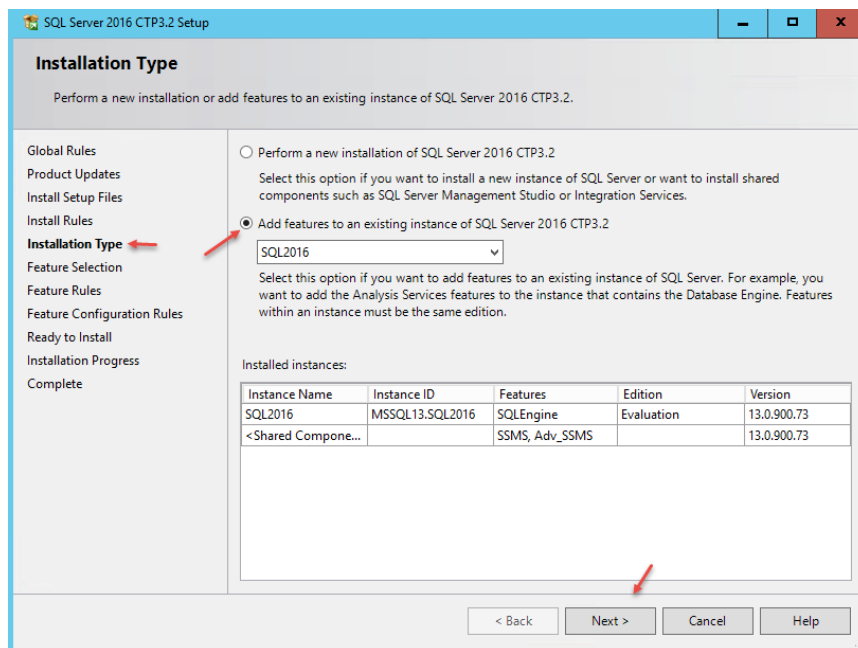 SQL Server 2016 CTP3.2 Setup
Installation Type
Perform a new installation or add features to an existing instance of SQL Server 2016 CTP3.2.
Global Rules
Product Updates
Install Setup Files
Install Rules
Installation Type
Feature Selection
Feature Rules
Feature Configuration Rules
Ready to Install
Installation Progress
Complete
Perform a new installation of SQL Server 2016 CTP3.2
Select this option if you want to install a new instance of SQL Server or want to install shared
components such as SQL Server Management Studio or Integration Services.
Add features to an existing instance of SQL Server 2016 CTP3.2
SQL2016
Select this option if you want to add features to an existing instance of SQL Server. For example, you
want to add the Analysis Services features to the instance that contains the Database Engine. Features
within an instance must be the same edition.
Installed instances:
Instance Name Instance ID Features Edition Version
SQL2016 MSSQL13.SQL2016 SQLEngine Evaluation 13.0.900.73
<Shared Compone... SSMS, Adv_SSMS 13.0.900.73
< Back Next > Cancel Help